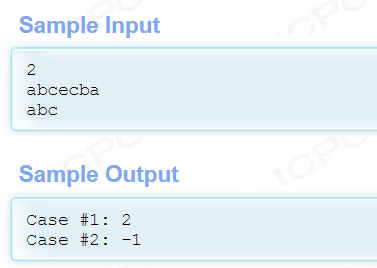 Sample Input
2
abcecba
abc
Sample Output
Case #1: 2
Case #2: -1